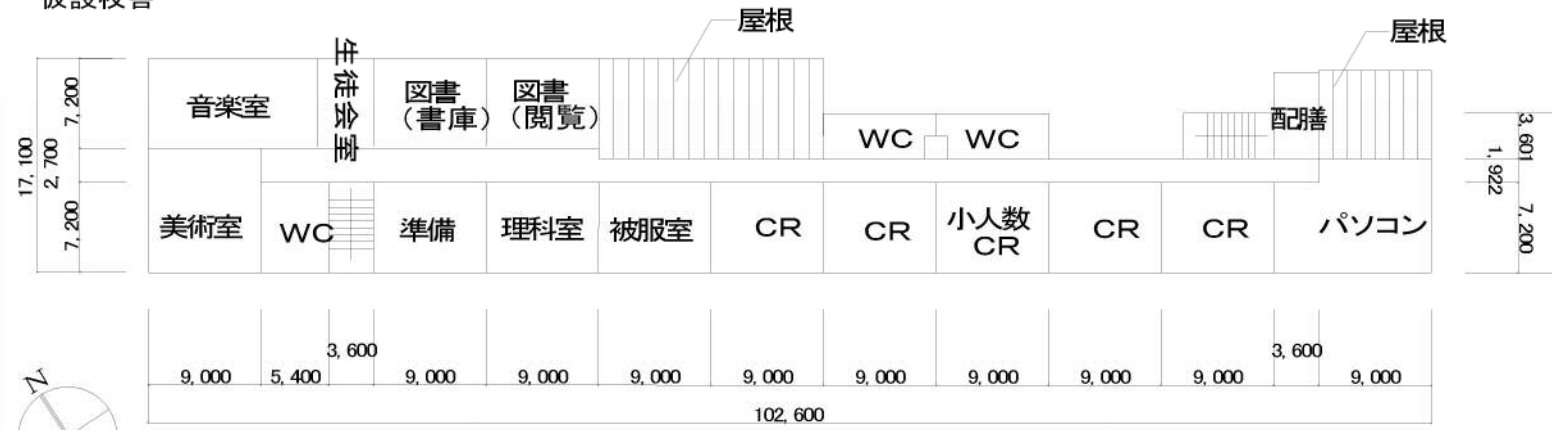 屋根
屋根
生徒会室
音楽室
図書
（書庫）
図書
（閲覧）
配膳
WC
WC
美術室
WC
準備
理科室
被服室
CR
CR
小人数
CR
CR
CR
パソコン
17,100
7,200
2,700
7,200
3,601
1,922
7,200
9,000
5,400
3,600
9,000
9,000
9,000
9,000
9,000
9,000
9,000
9,000
3,600
9,000
102,600
N